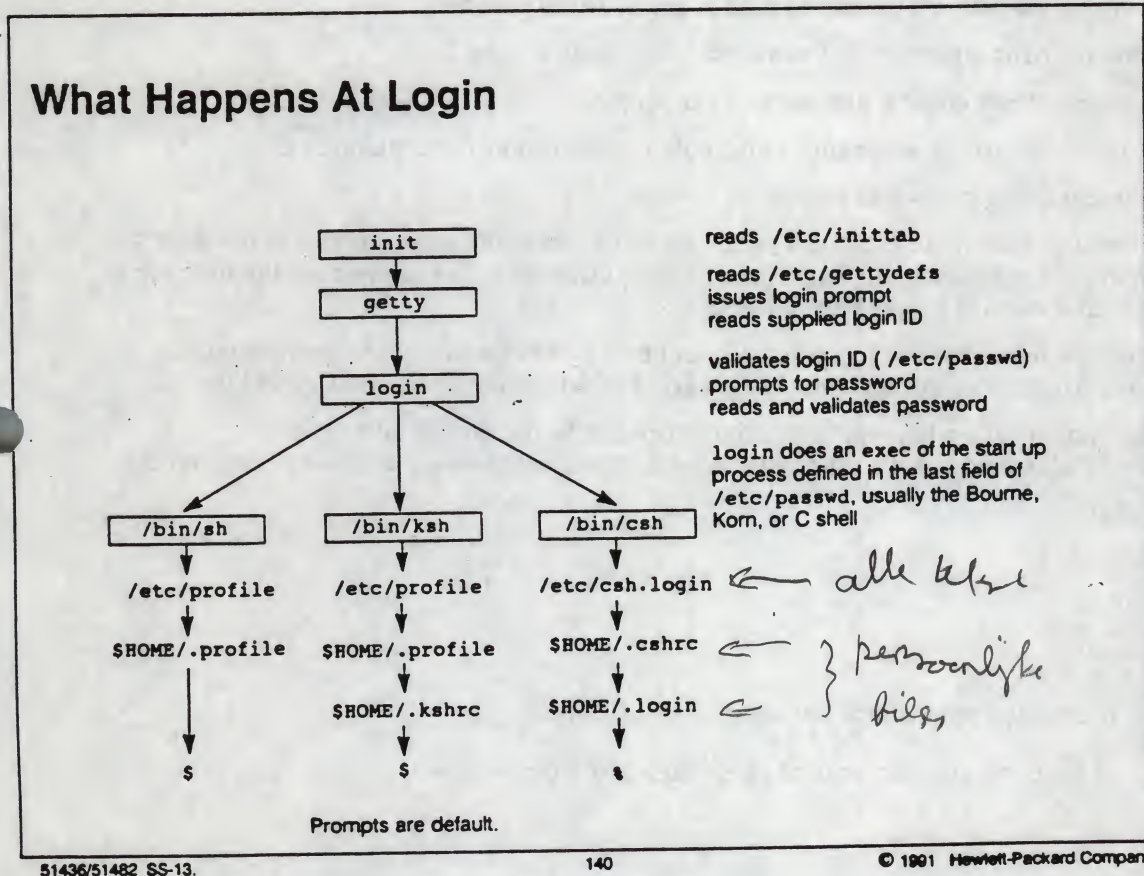 What Happens At Login
init
reads /etc/inittab
getty
reads /etc/gettydefs
issues login prompt
reads supplied login ID
login
validates login ID ( /etc/passwd)
prompts for password
reads and validates password
login does an exec of the start up
process defined in the last field of
/etc/passwd, usually the Bourne,
Korn, or C shell
/bin/sh /bin/ksh /bin/csh
/etc/profile /etc/profile /etc/csh.login alle
$HOME/.profile $HOME/.profile $HOME/.cshrc persoonlijke
$HOME/.kshrc $HOME/.login files
$ $
Prompts are default.
51436/51482 SS-13. 140 © 1991 Hewlett-Packard Compan